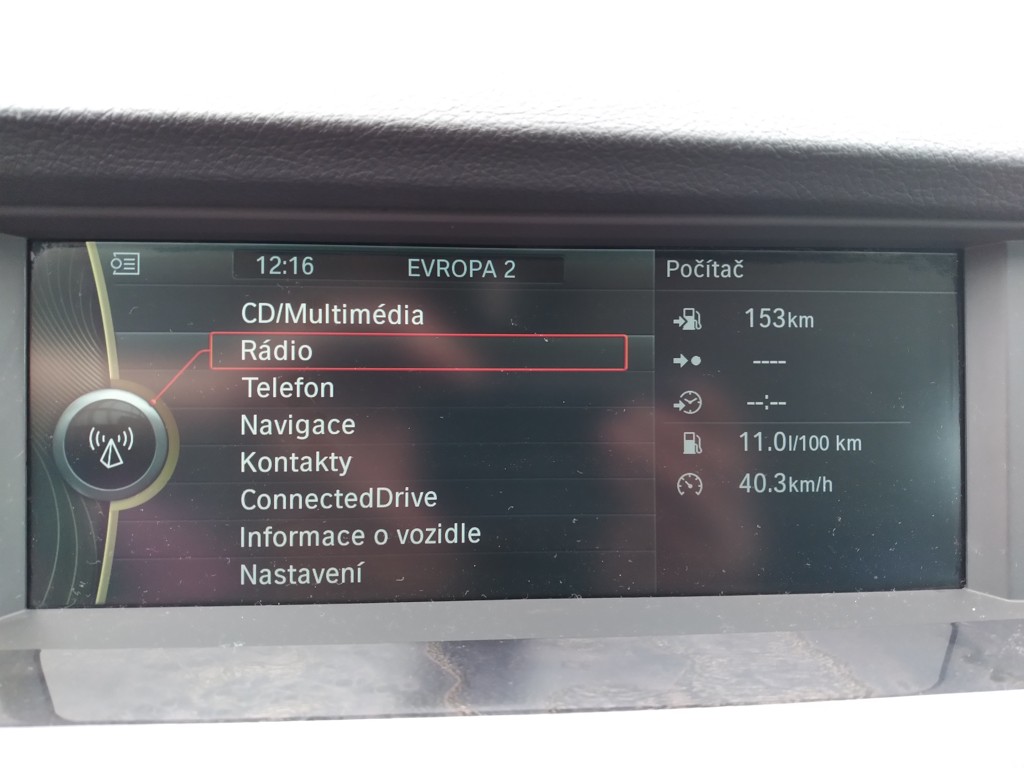 12:16 EVROPA 2
CD/Multimédia
Rádio
Telefon
Navigace
Kontakty
ConnectedDrive
Informace o vozidle
Nastavení
Počítač
153km
----
--:--
11.0l/100 km
40.3km/h